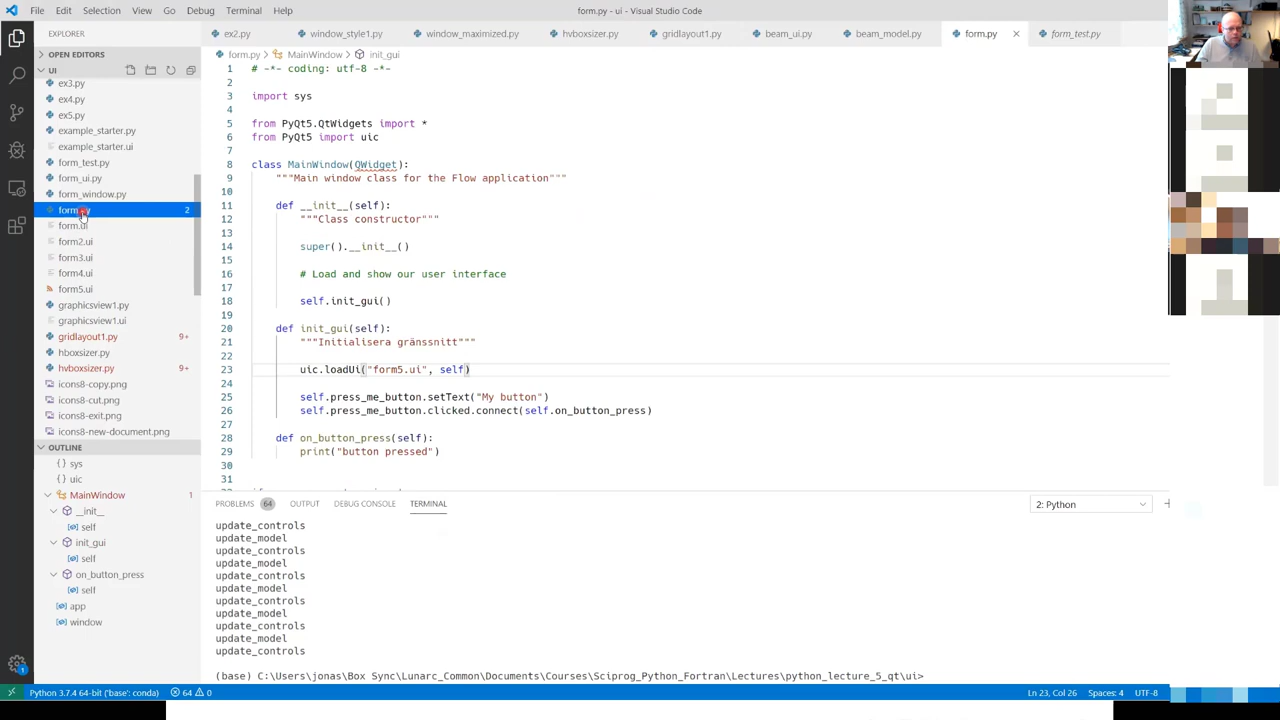 File Edit Selection View Go Debug Terminal Help
form.py - ui - Visual Studio Code
EXPLORER
OPEN EDITORS
UI
ex3.py
ex4.py
ex5.py
example_starter.py
example_starter.ui
form_test.py
form_ui.py
form_window.py
2
form.ui
form2.ui
form3.ui
form4.ui
form5.ui
graphicsview1.py
graphicsview1.ui
gridlayout1.py 9+
hboxsizer.py
hvboxsizer.py 9+
icons8-copy.png
icons8-cut.png
icons8-exit.png
icons8-new-document.png
OUTLINE
{} sys
{} uic
MainWindow 1
__init__
self
init_gui
self
on_button_press
self
app
window
ex2.py window_style1.py window_maximized.py hvboxsizer.py gridlayout1.py beam_ui.py beam_model.py form.py form_test.py
form.py > MainWindow > init_gui
1 # -*- coding: utf-8 -*-
2
3 import sys
4
5 from PyQt5.QtWidgets import *
6 from PyQt5 import uic
7
8 class MainWindow(QWidget):
9 """Main window class for the Flow application"""
10
11 def __init__(self):
12 """Class constructor"""
13
14 super().__init__()
15
16 # Load and show our user interface
17
18 self.init_gui()
19
20 def init_gui(self):
21 """Initialisera gränssnitt"""
22
23 uic.loadUi("form5.ui", self)
24
25 self.press_me_button.setText("My button")
26 self.press_me_button.clicked.connect(self.on_button_press)
27
28 def on_button_press(self):
29 print("button pressed")
30
31
PROBLEMS 64 OUTPUT DEBUG CONSOLE TERMINAL 2: Python
update_controls
update_model
update_controls
update_model
update_controls
update_model
update_controls
update_model
update_controls
update_model
update_controls
(base) C:\Users\jonas\Box Sync\Lunarc_Common\Documents\Courses\Sciprog_Python_Fortran\Lectures\python_lecture_5_qt\ui>
Python 3.7.4 64-bit ('base': conda) 64 0 Ln 23, Col 26 Spaces: 4 UTF-8